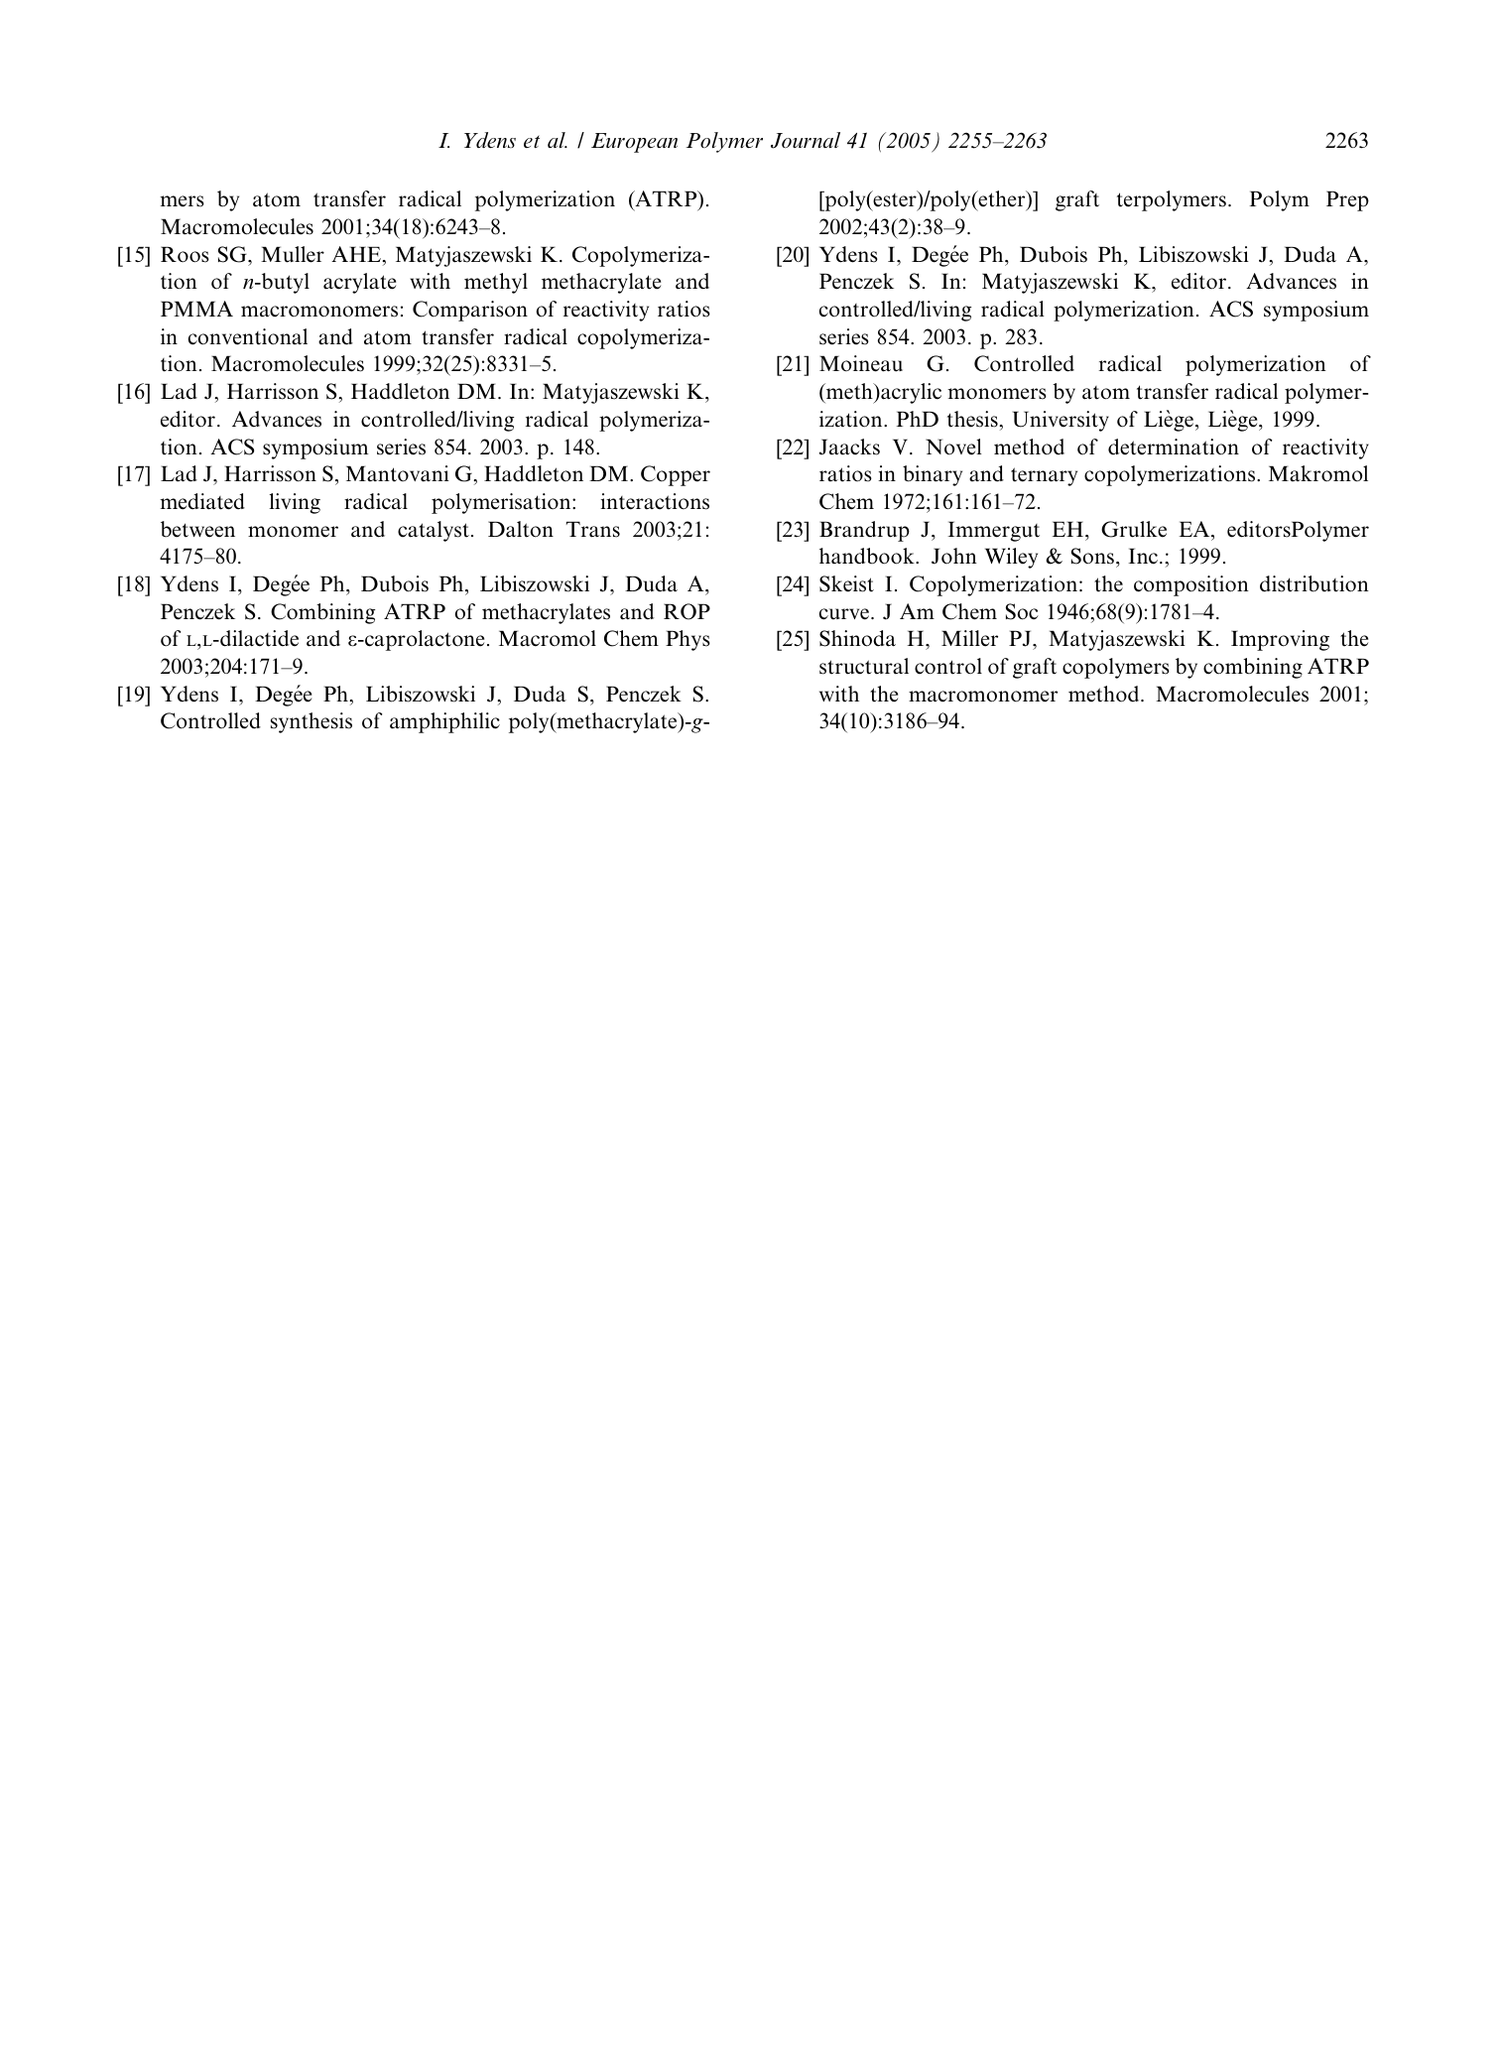 I. Ydens et al. / European Polymer Journal 41 (2005) 2255–2263 2263
mers by atom transfer radical polymerization (ATRP).
Macromolecules 2001;34(18):6243–8.
[15] Roos SG, Muller AHE, Matyjaszewski K. Copolymeriza-
tion of n-butyl acrylate with methyl methacrylate and
PMMA macromonomers: Comparison of reactivity ratios
in conventional and atom transfer radical copolymeriza-
tion. Macromolecules 1999;32(25):8331–5.
[16] Lad J, Harrisson S, Haddleton DM. In: Matyjaszewski K,
editor. Advances in controlled/living radical polymeriza-
tion. ACS symposium series 854. 2003. p. 148.
[17] Lad J, Harrisson S, Mantovani G, Haddleton DM. Copper
mediated living radical polymerisation: interactions
between monomer and catalyst. Dalton Trans 2003;21:
4175–80.
[18] Ydens I, Degée Ph, Dubois Ph, Libiszowski J, Duda A,
Penczek S. Combining ATRP of methacrylates and ROP
of L,L-dilactide and ε-caprolactone. Macromol Chem Phys
2003;204:171–9.
[19] Ydens I, Degée Ph, Libiszowski J, Duda S, Penczek S.
Controlled synthesis of amphiphilic poly(methacrylate)-g-
[poly(ester)/poly(ether)] graft terpolymers. Polym Prep
2002;43(2):38–9.
[20] Ydens I, Degée Ph, Dubois Ph, Libiszowski J, Duda A,
Penczek S. In: Matyjaszewski K, editor. Advances in
controlled/living radical polymerization. ACS symposium
series 854. 2003. p. 283.
[21] Moineau G. Controlled radical polymerization of
(meth)acrylic monomers by atom transfer radical polymer-
ization. PhD thesis, University of Liège, Liège, 1999.
[22] Jaacks V. Novel method of determination of reactivity
ratios in binary and ternary copolymerizations. Makromol
Chem 1972;161:161–72.
[23] Brandrup J, Immergut EH, Grulke EA, editorsPolymer
handbook. John Wiley & Sons, Inc.; 1999.
[24] Skeist I. Copolymerization: the composition distribution
curve. J Am Chem Soc 1946;68(9):1781–4.
[25] Shinoda H, Miller PJ, Matyjaszewski K. Improving the
structural control of graft copolymers by combining ATRP
with the macromonomer method. Macromolecules 2001;
34(10):3186–94.